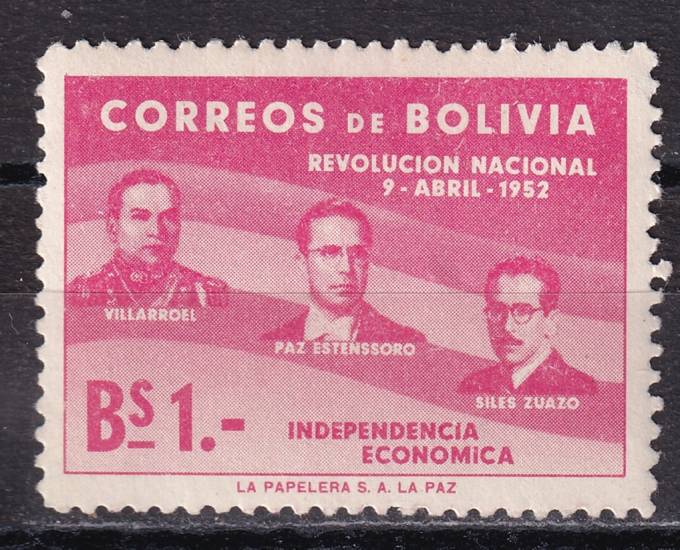 CORREOS DE BOLIVIA
REVOLUCION NACIONAL
9 - ABRIL - 1952
VILLARROEL
PAZ ESTENSSORO
SILES ZUAZO
Bs 1.-
INDEPENDENCIA
ECONOMICA
LA PAPELERA S. A. LA PAZ